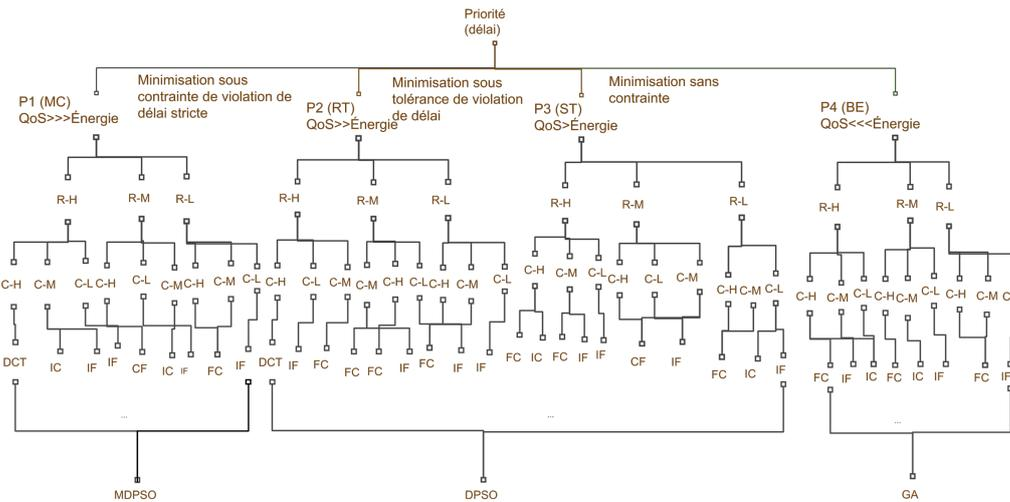 Priorité
(délai)
Minimisation sous
contrainte de violation de
délai stricte
Minimisation sous
tolérance de violation
de délai
Minimisation sans
contrainte
P1 (MC)
QoS>>>Énergie
P2 (RT)
QoS>>Énergie
P3 (ST)
QoS>Énergie
P4 (BE)
QoS<<<Énergie
R-H R-M R-L R-H R-M R-L R-H R-M R-L R-H R-M R-L
C-H C-M C-L C-H C-L C-M C-H C-M C-L C-H C-L C-M C-M C-H C-L C-H C-M C-L C-H C-M C-L C-H C-L C-M C-H C-M C-L C-H C-M C-L C-H C-M C-L C-H C-M
DCT IC IF IF CF IC IF FC IF DCT IF FC FC FC IF FC IF IF FC IC FC IF IF CF IF FC IC IF FC IF IC FC IC IF FC IF
... ... ...
MDPSO DPSO GA